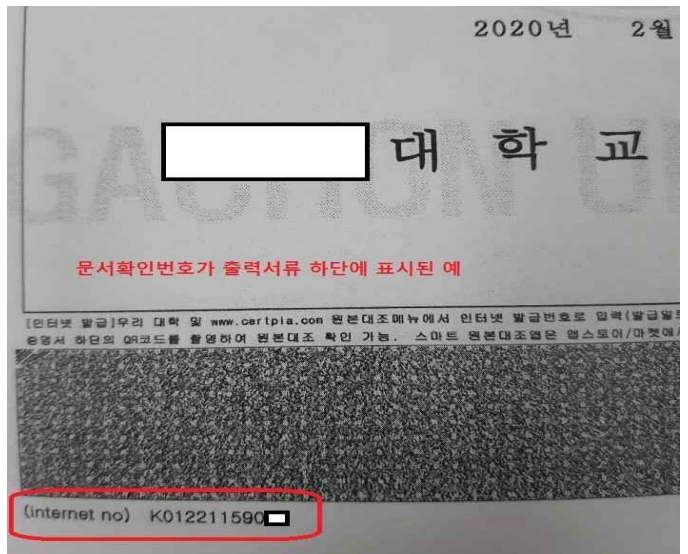 2020년 2월
대 학 교
GACHON UN
문서확인번호가 출력서류 하단에 표시된 예
[인터넷 발급]우리 대학 및 www.certpia.com 원본대조메뉴에서 인터넷 발급번호로 입력(발급일로
증명서 하단의 QR코드를 촬영하여 원본대조 확인 가능. 스마트 원본대조앱은 앱스토어/마켓에서
(internet no) K012211590